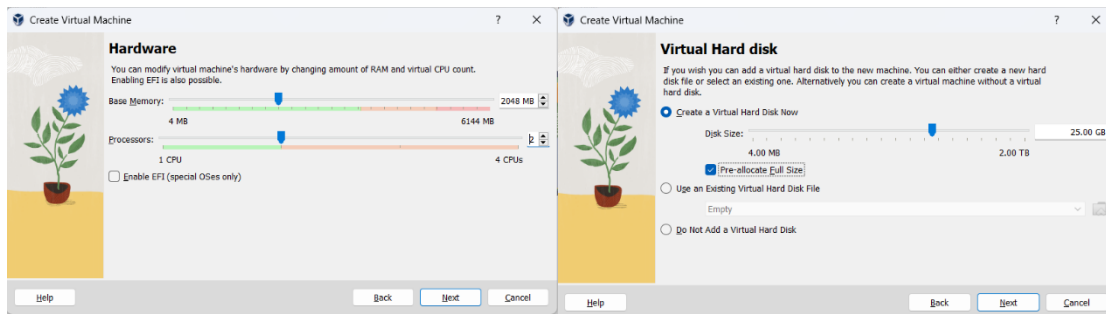 Create Virtual Machine
?
X
Hardware
You can modify virtual machine's hardware by changing amount of RAM and virtual CPU count.
Enabling EFI is also possible.
Base Memory:
2048 MB
4 MB
6144 MB
Processors:
2
1 CPU
4 CPUs
Enable EFI (special OSes only)
Help
Back
Next
Cancel
Create Virtual Machine
?
X
Virtual Hard disk
If you wish you can add a virtual hard disk to the new machine. You can either create a new hard
disk file or select an existing one. Alternatively you can create a virtual machine without a virtual
hard disk.
Create a Virtual Hard Disk Now
Disk Size:
25.00 GB
4.00 MB
2.00 TB
Pre-allocate Full Size
Use an Existing Virtual Hard Disk File
Empty
Do Not Add a Virtual Hard Disk
Help
Back
Next
Cancel